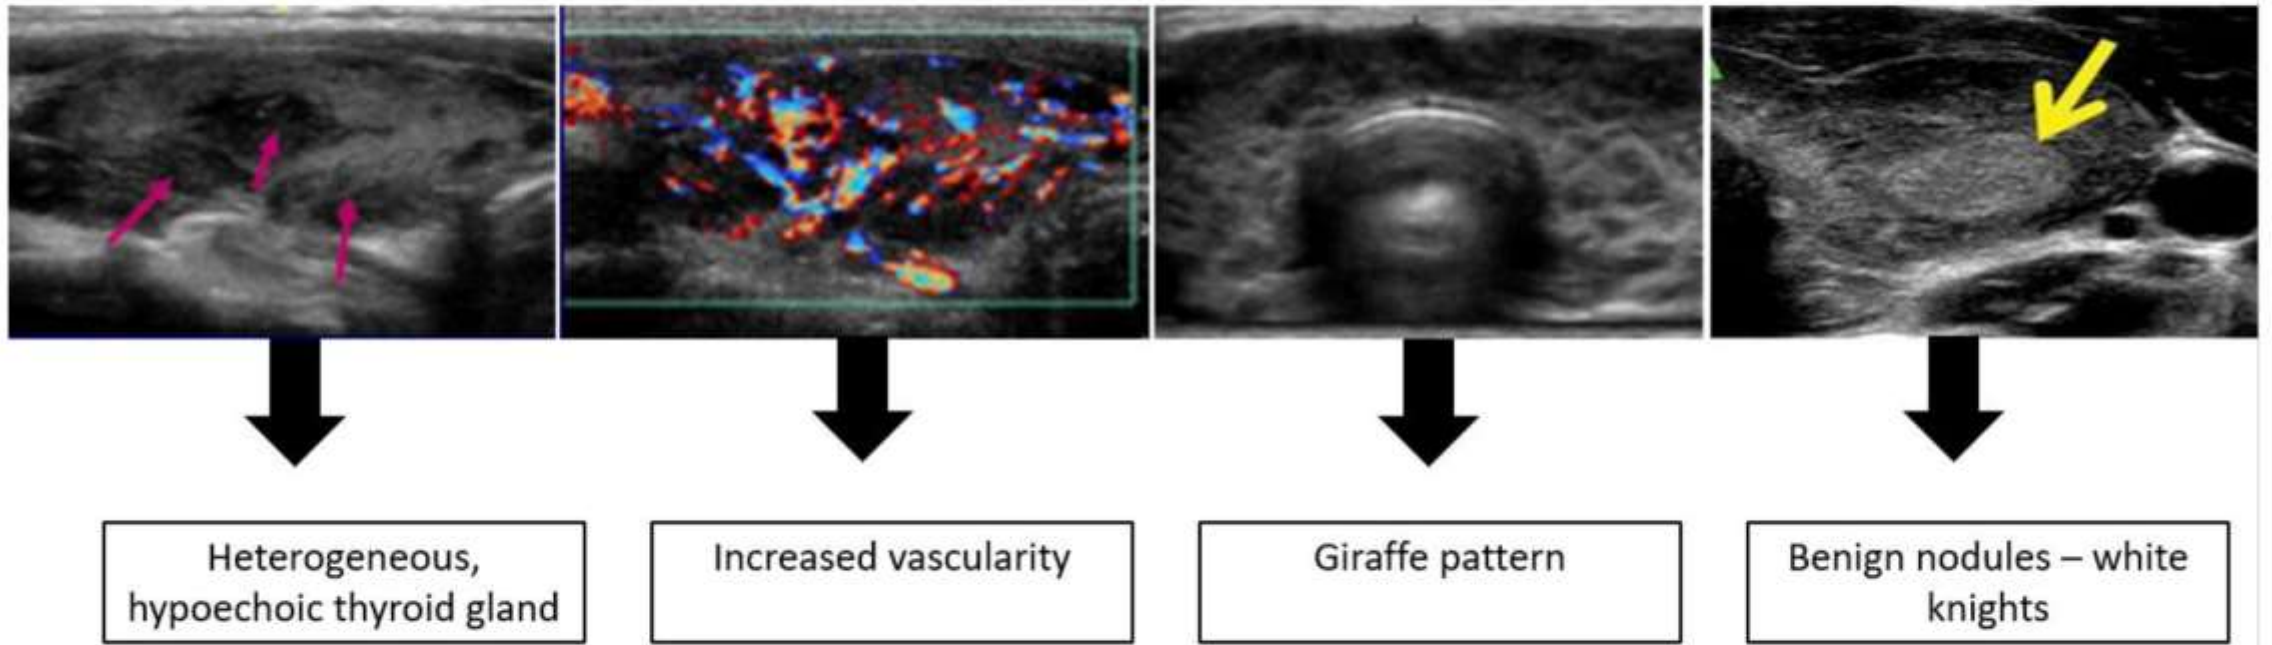 Heterogeneous,
hypoechoic thyroid gland
Increased vascularity
Giraffe pattern
Benign nodules – white
knights